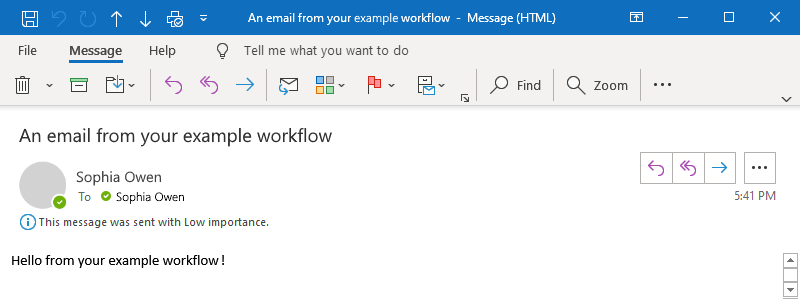 An email from your example workflow - Message (HTML)
File Message Help Tell me what you want to do
Find Zoom
An email from your example workflow
Sophia Owen
To Sophia Owen
5:41 PM
This message was sent with Low importance.
Hello from your example workflow!